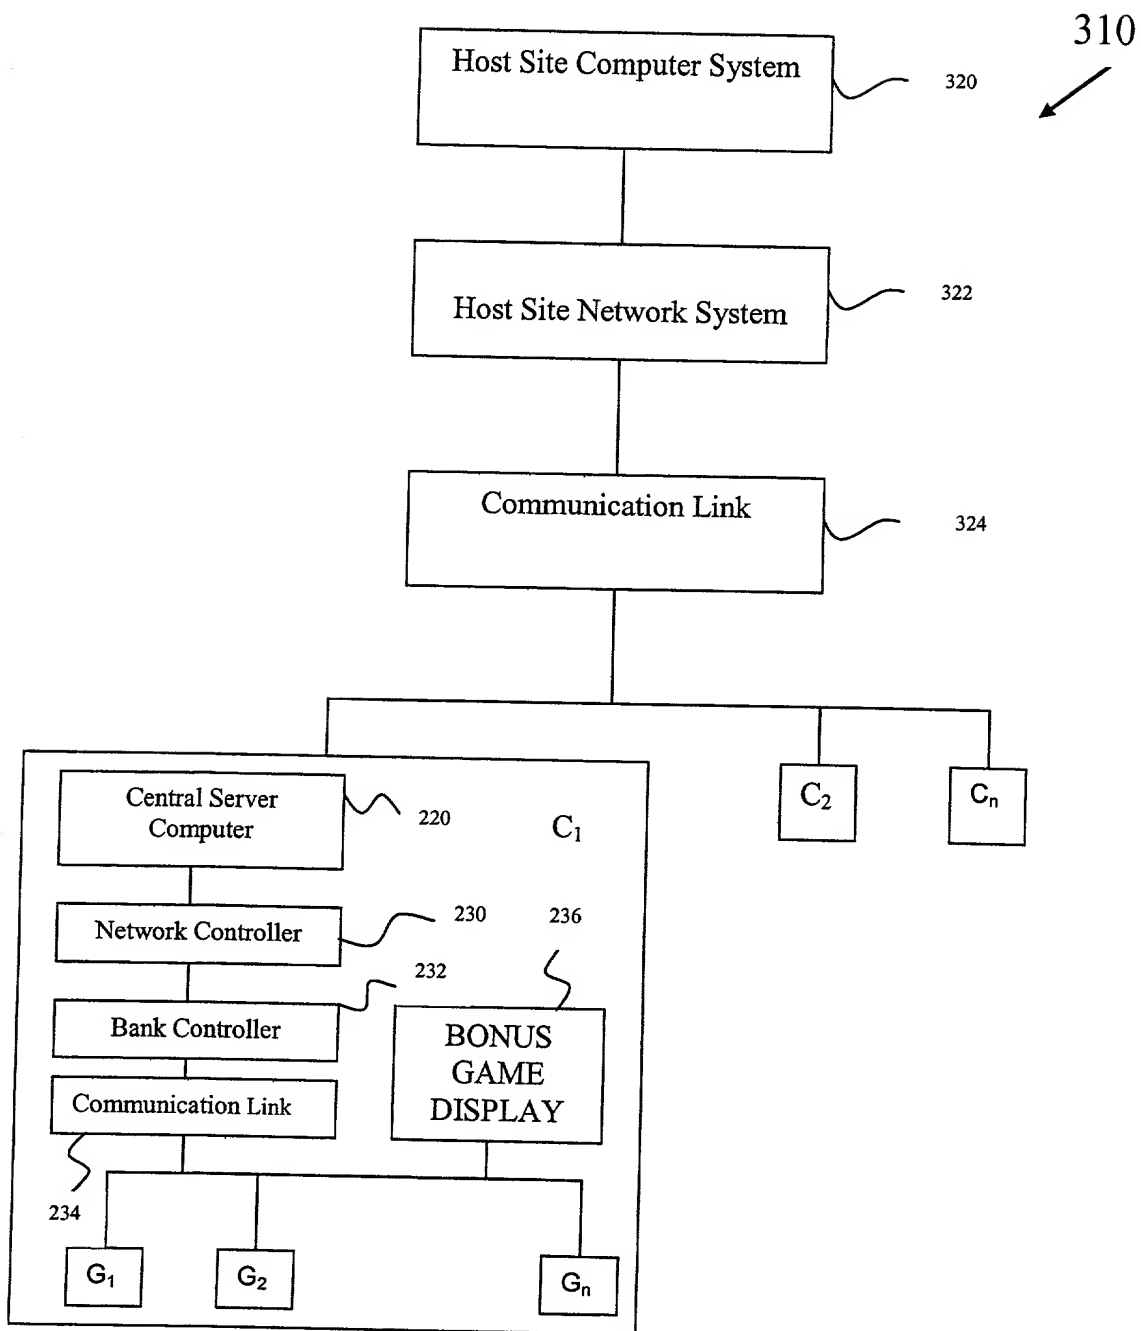 310
Host Site Computer System
320
Host Site Network System
322
Communication Link
324
Central Server
Computer
220
C₁
C₂
Cₙ
Network Controller
230
236
232
Bank Controller
BONUS
GAME
DISPLAY
Communication Link
234
G₁
G₂
Gₙ